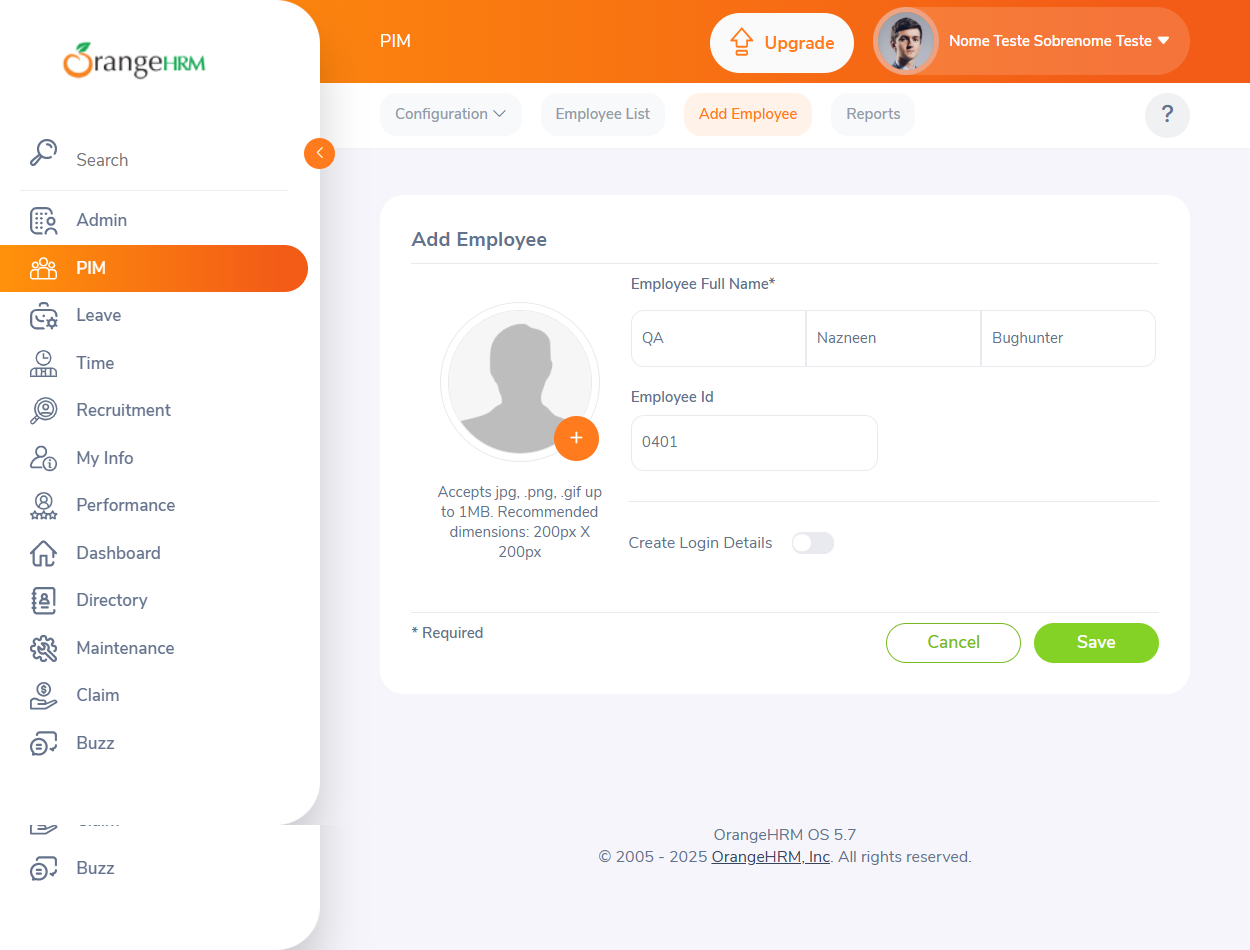 OrangeHRM
PIM
Upgrade
Nome Teste Sobrenome Teste
Configuration
Employee List
Add Employee
Reports
?
Search
Admin
PIM
Leave
Time
Recruitment
My Info
Performance
Dashboard
Directory
Maintenance
Claim
Buzz
Claim
Buzz
Add Employee
Employee Full Name*
QA
Nazneen
Bughunter
Employee Id
0401
Accepts jpg, .png, .gif up
to 1MB. Recommended
dimensions: 200px X
200px
Create Login Details
* Required
Cancel
Save
OrangeHRM OS 5.7
© 2005 - 2025 OrangeHRM, Inc. All rights reserved.